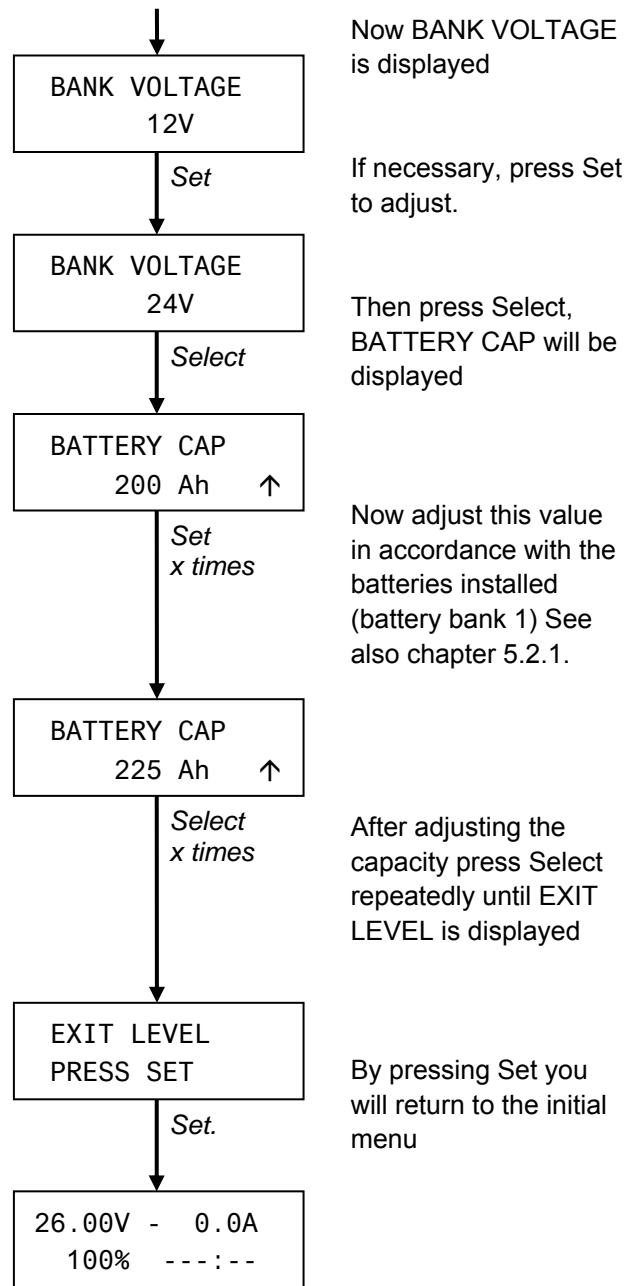 Now BANK VOLTAGE
is displayed
BANK VOLTAGE
12V
Set
If necessary, press Set
to adjust.
BANK VOLTAGE
24V
Then press Select,
BATTERY CAP will be
displayed
Select
BATTERY CAP
200 Ah ↑
Set
x times
Now adjust this value
in accordance with the
batteries installed
(battery bank 1) See
also chapter 5.2.1.
BATTERY CAP
225 Ah ↑
Select
x times
After adjusting the
capacity press Select
repeatedly until EXIT
LEVEL is displayed
EXIT LEVEL
PRESS SET
By pressing Set you
will return to the initial
menu
Set.
26.00V - 0.0A
100% ---:--